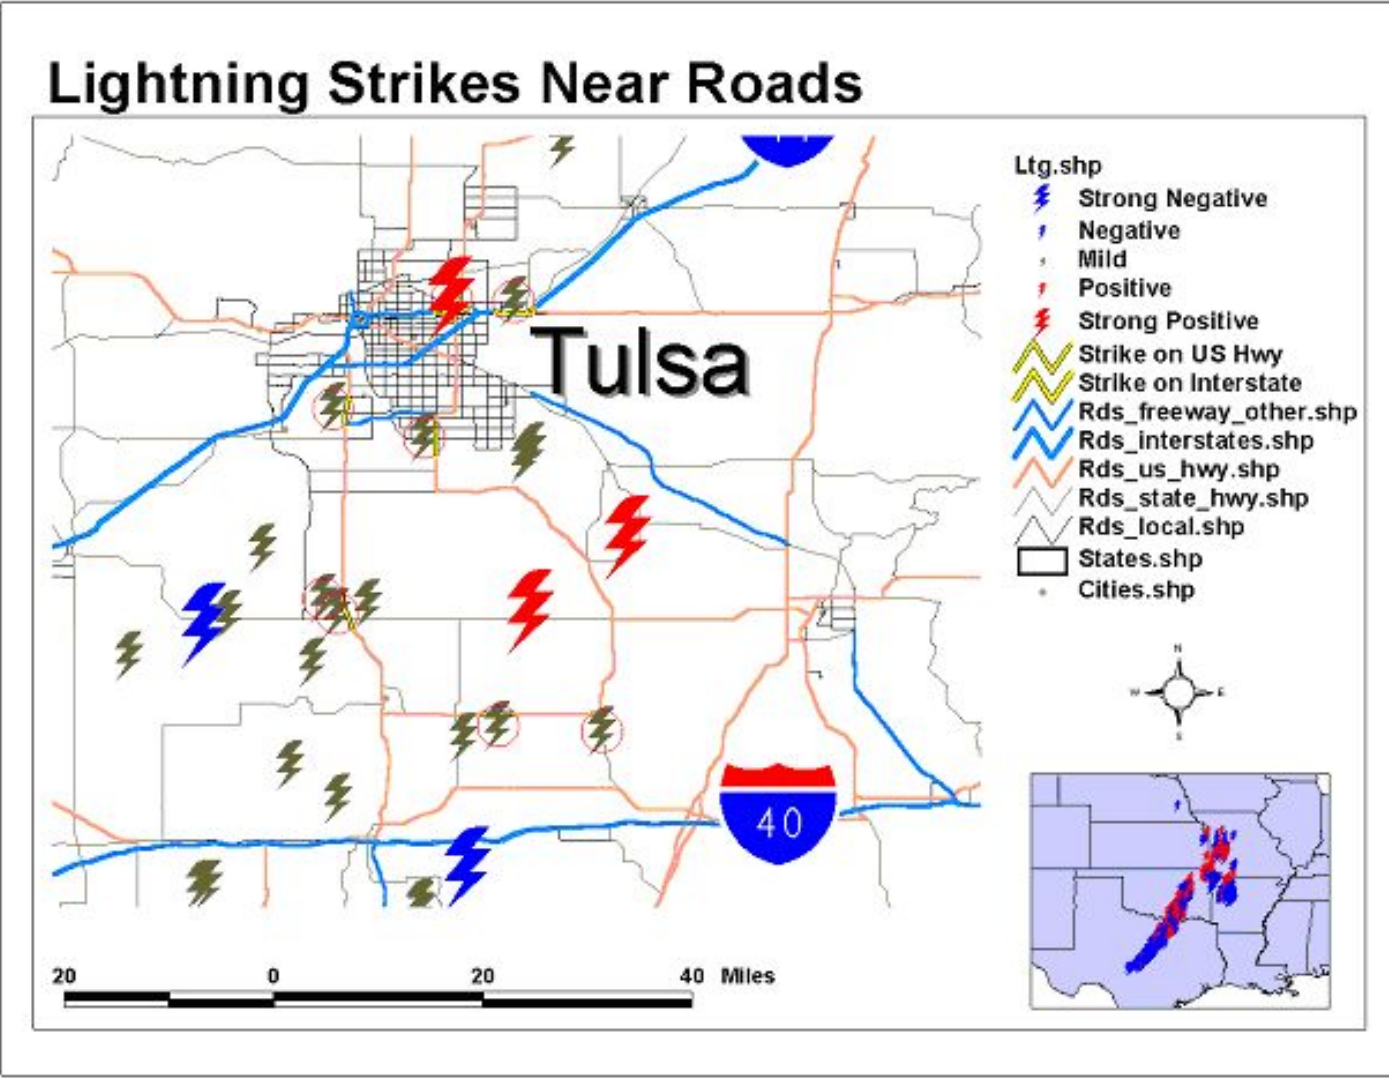 Lightning Strikes Near Roads
Tulsa
40
Ltg.shp
Strong Negative
Negative
Mild
Positive
Strong Positive
Strike on US Hwy
Strike on Interstate
Rds_freeway_other.shp
Rds_interstates.shp
Rds_us_hwy.shp
Rds_state_hwy.shp
Rds_local.shp
States.shp
Cities.shp
N
W E
S
20 0 20 40 Miles